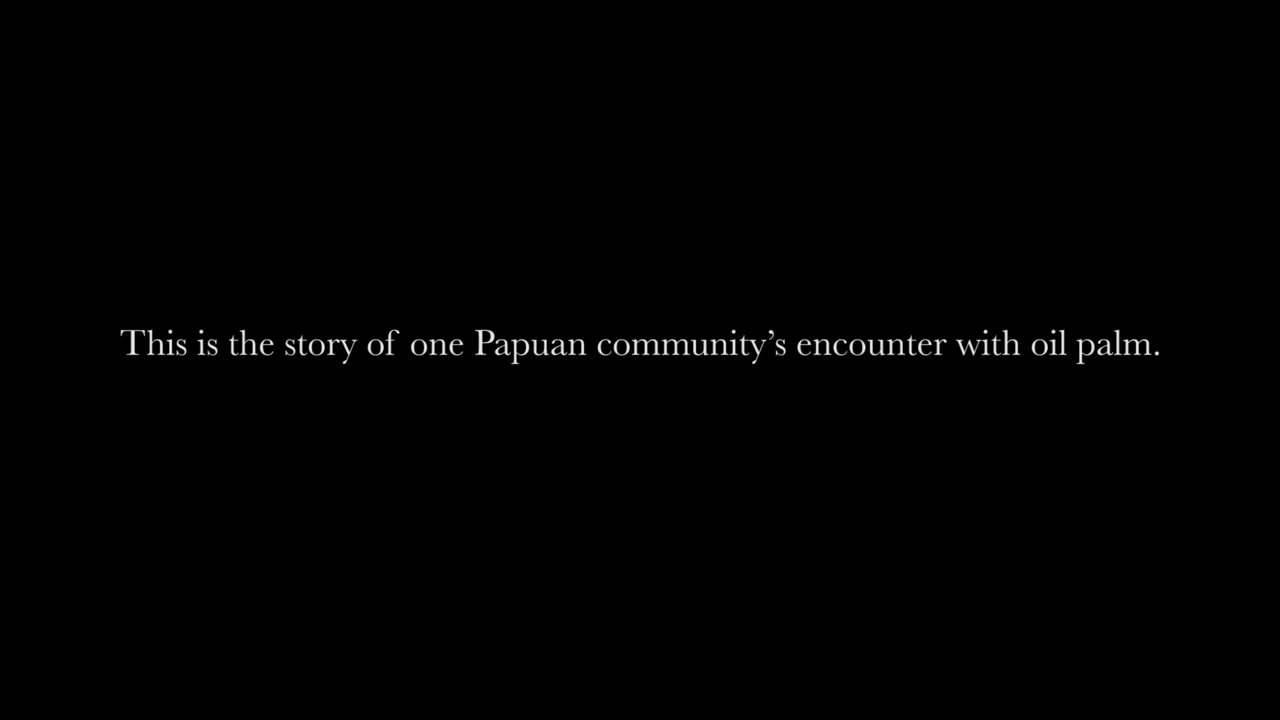 This is the story of one Papuan community’s encounter with oil palm.